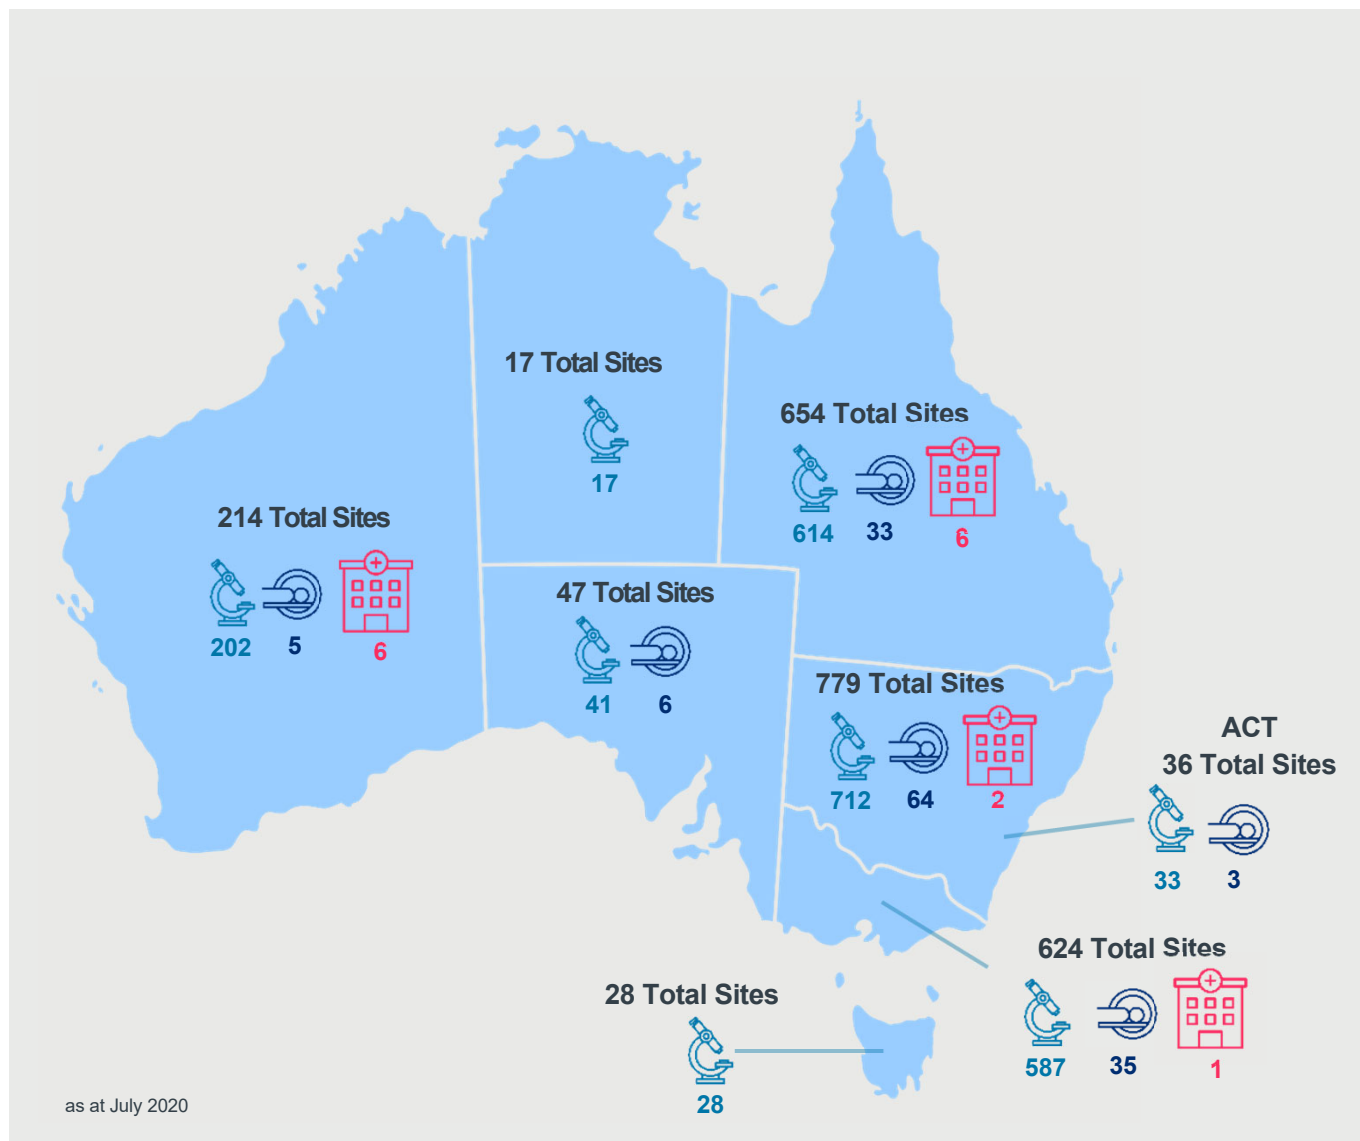 17 Total Sites
17
654 Total Sites
614 33 6
214 Total Sites
202 5 6
47 Total Sites
41 6
779 Total Sites
712 64 2
ACT
36 Total Sites
33 3
624 Total Sites
587 35 1
28 Total Sites
28
as at July 2020